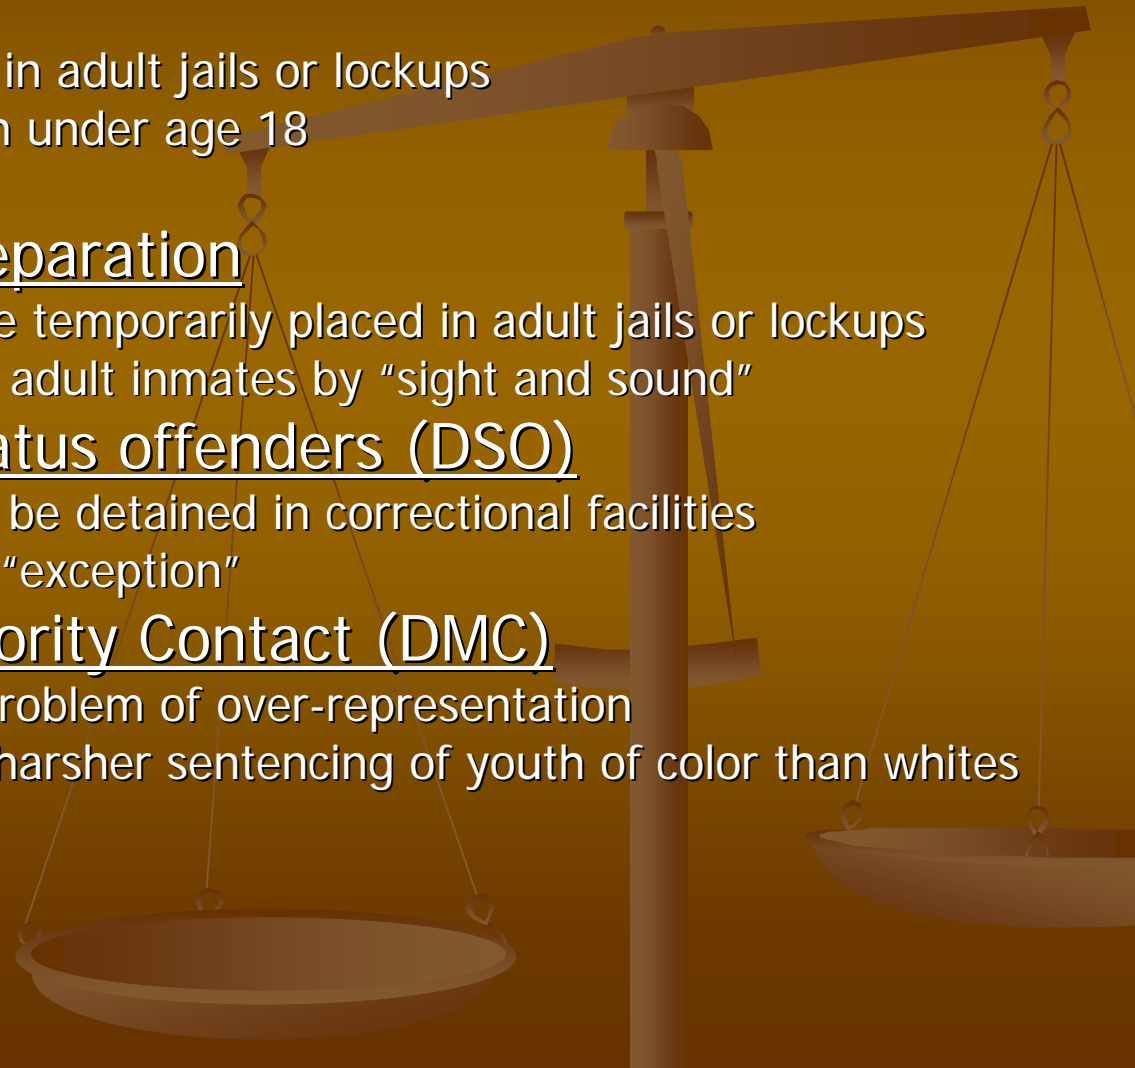 in adult jails or lockups
under age 18
eparation
e temporarily placed in adult jails or lockups
adult inmates by “sight and sound”
atus offenders (DSO)
be detained in correctional facilities
“exception”
ority Contact (DMC)
roblem of over-representation
harsher sentencing of youth of color than whites